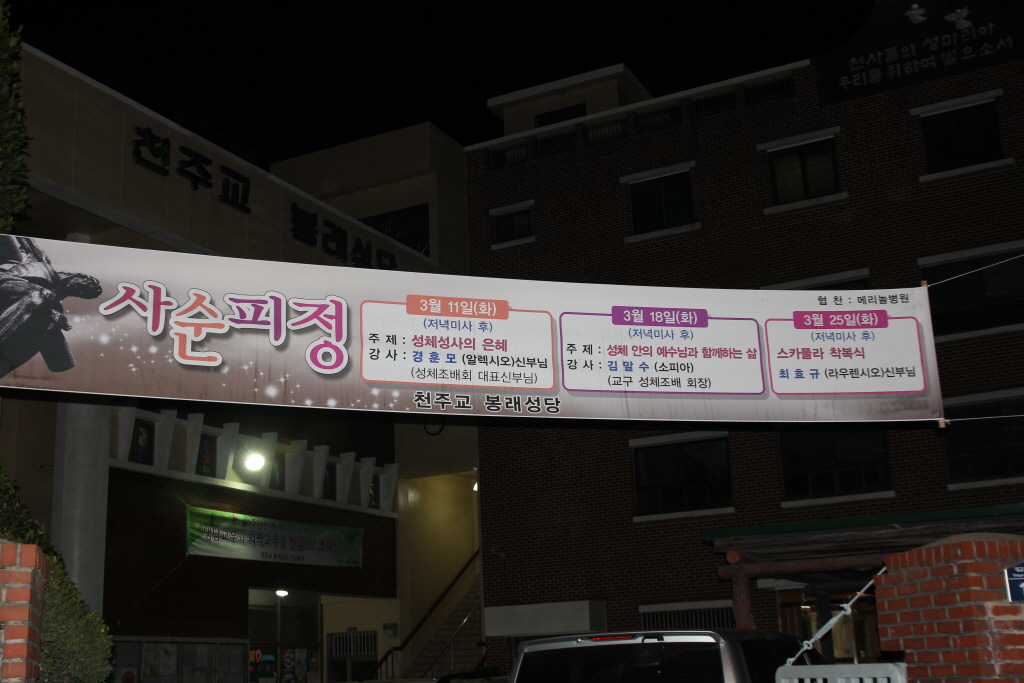 천사들의 성마리아
우리를 위하여 빌으소서
천주교 봉래성당
사순피정
3월 11일(화)
(저녁미사 후)
주 제 : 성체성사의 은혜
강 사 : 경 훈 모 (알렉시오)신부님
(성체조배회 대표신부님)
3월 18일(화)
(저녁미사 후)
주 제 : 성체 안의 예수님과 함께하는 삶
강 사 : 김 말 수 (소피아)
(교구 성체조배 회장)
협 찬 : 메리놀병원
3월 25일(화)
(저녁미사 후)
스카풀라 착복식
최 효 규 (라우렌시오)신부님
천주교 봉래성당